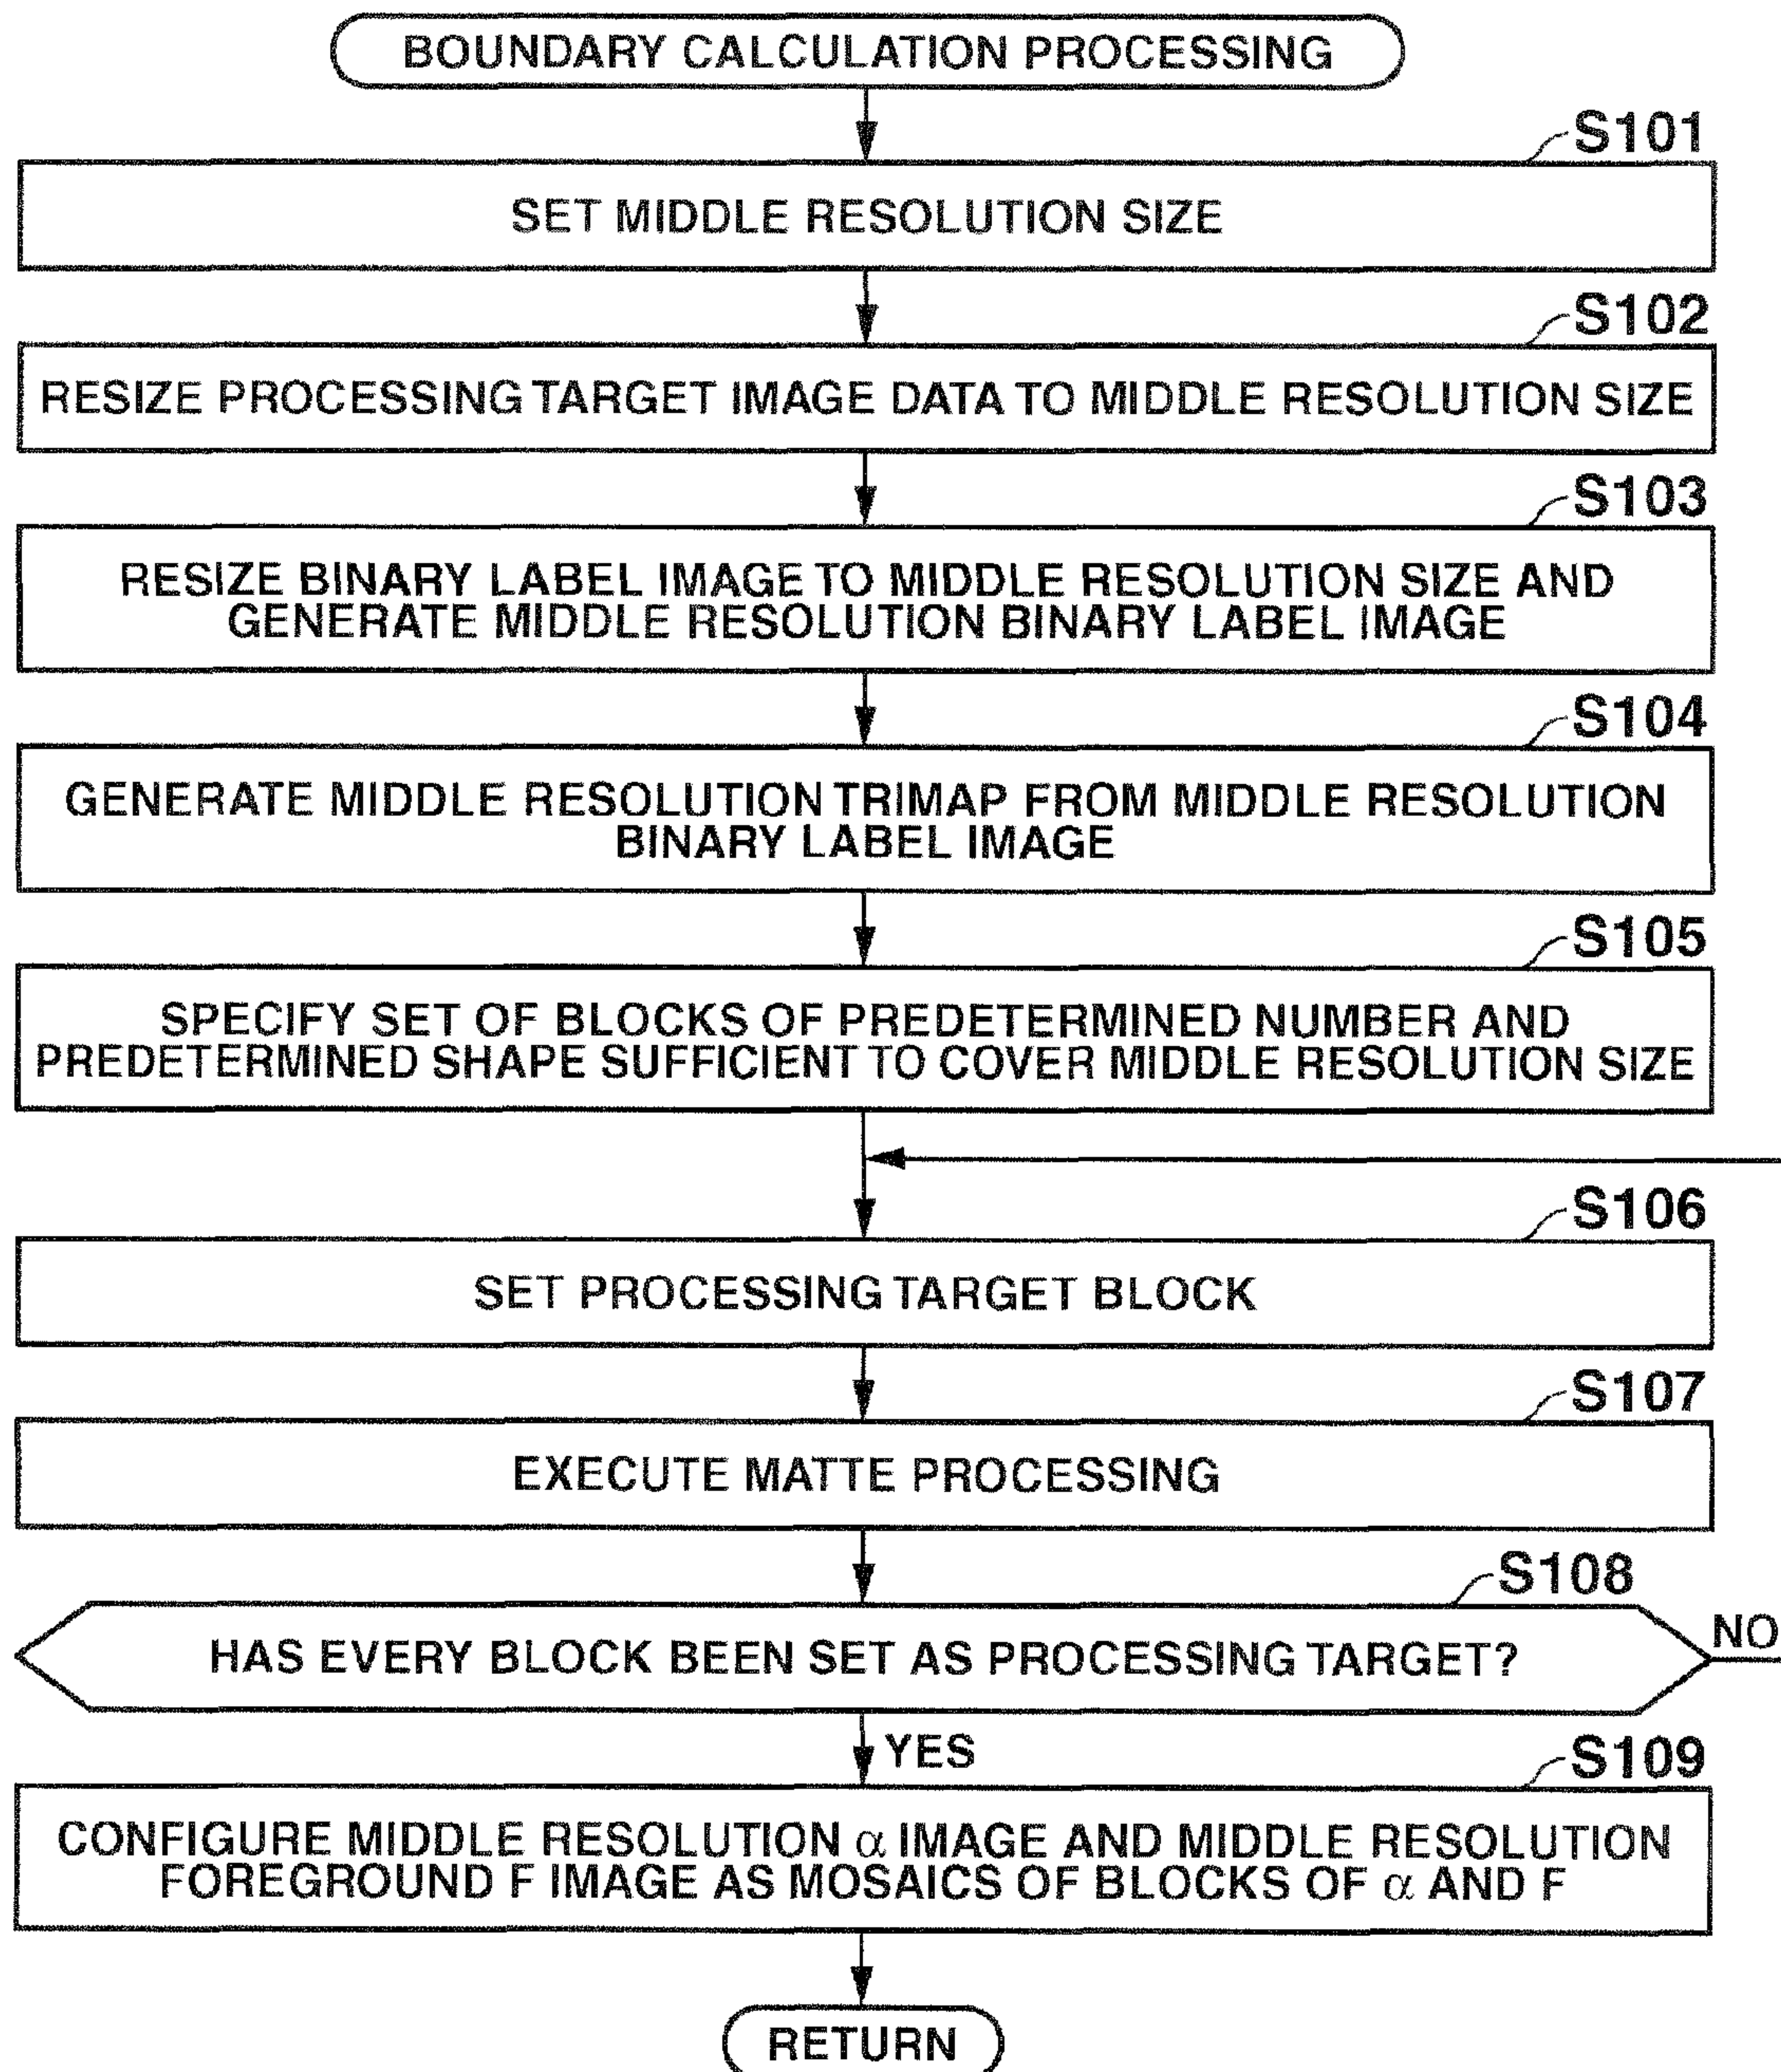 BOUNDARY CALCULATION PROCESSING
S101
SET MIDDLE RESOLUTION SIZE
S102
RESIZE PROCESSING TARGET IMAGE DATA TO MIDDLE RESOLUTION SIZE
S103
RESIZE BINARY LABEL IMAGE TO MIDDLE RESOLUTION SIZE AND
GENERATE MIDDLE RESOLUTION BINARY LABEL IMAGE
S104
GENERATE MIDDLE RESOLUTION TRIMAP FROM MIDDLE RESOLUTION
BINARY LABEL IMAGE
S105
SPECIFY SET OF BLOCKS OF PREDETERMINED NUMBER AND
PREDETERMINED SHAPE SUFFICIENT TO COVER MIDDLE RESOLUTION SIZE
S106
SET PROCESSING TARGET BLOCK
S107
EXECUTE MATTE PROCESSING
S108
HAS EVERY BLOCK BEEN SET AS PROCESSING TARGET?
NO
YES
S109
CONFIGURE MIDDLE RESOLUTION α IMAGE AND MIDDLE RESOLUTION
FOREGROUND F IMAGE AS MOSAICS OF BLOCKS OF α AND F
RETURN